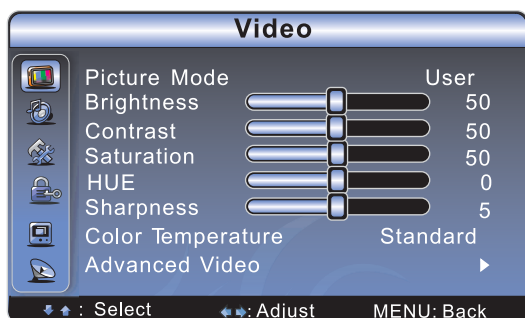 Video
Picture Mode User
Brightness 50
Contrast 50
Saturation 50
HUE 0
Sharpness 5
Color Temperature Standard
Advanced Video
: Select : Adjust MENU: Back